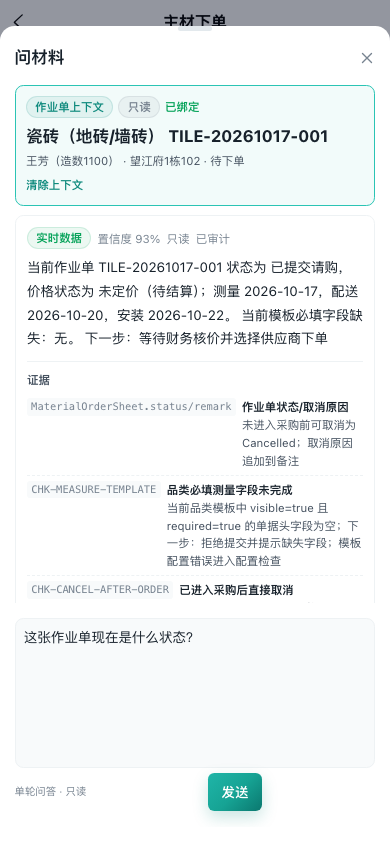 主材下单
问材料
作业单上下文 只读 已绑定
瓷砖（地砖/墙砖） TILE-20261017-001
王芳（造数1100） · 望江府1栋102 · 待下单
清除上下文
实时数据 置信度 93% 只读 已审计
当前作业单 TILE-20261017-001 状态为 已提交请购，
价格状态为 未定价（待结算）；测量 2026-10-17，配送
2026-10-20，安装 2026-10-22。 当前模板必填字段缺
失：无。 下一步：等待财务核价并选择供应商下单
证据
MaterialOrderSheet.status/remark 作业单状态/取消原因
未进入采购前可取消为
Cancelled；取消原因
追加到备注
CHK-MEASURE-TEMPLATE 品类必填测量字段未完成
当前品类模板中 visible=true 且
required=true 的单据头字段为空；下
一步：拒绝提交并提示缺失字段；模板
配置错误进入配置检查
CHK-CANCEL-AFTER-ORDER 已进入采购后直接取消
这张作业单现在是什么状态?
单轮问答 · 只读
发送